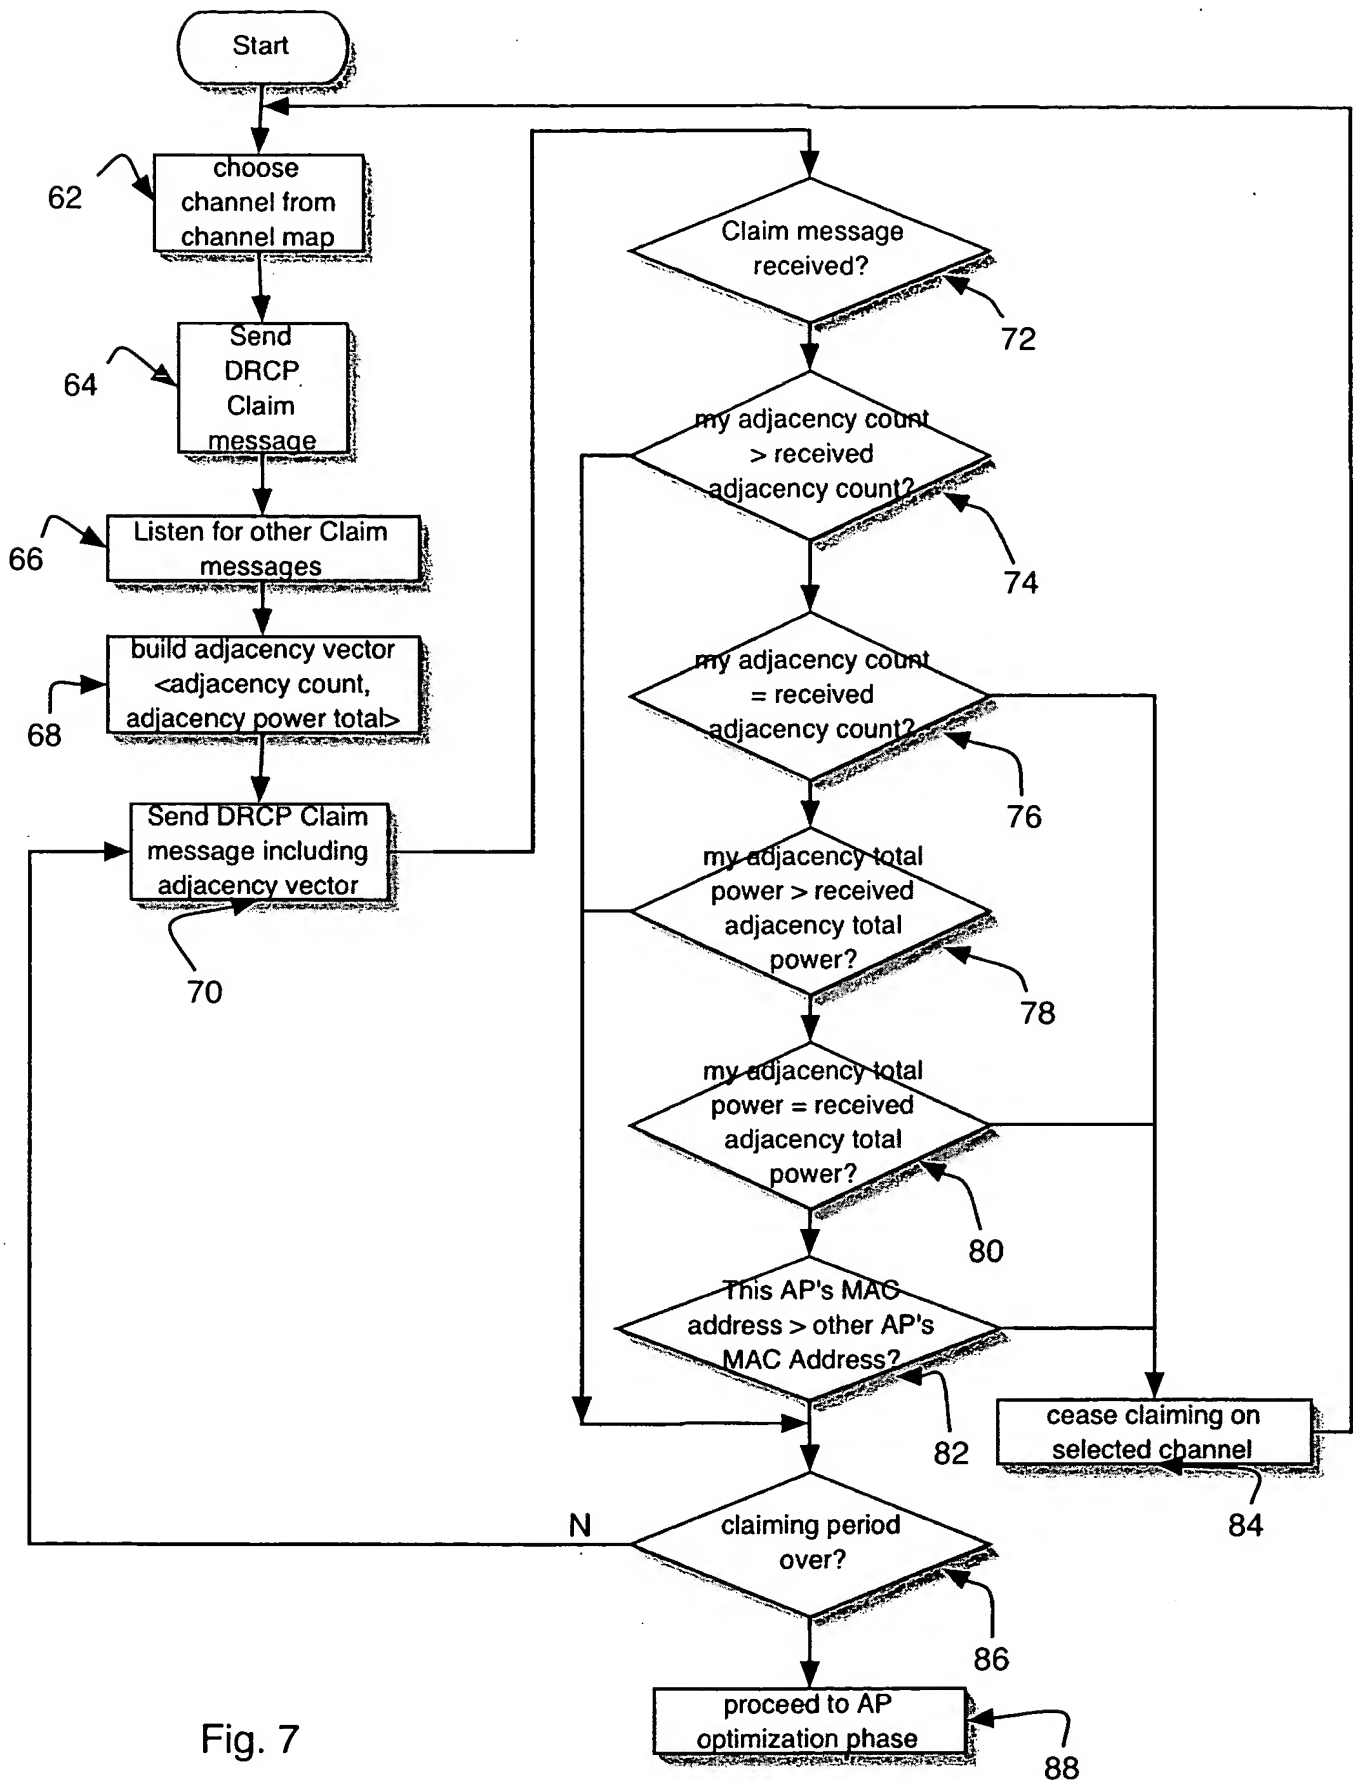 Start
choose
channel from
channel map
62
Send
DRCP
Claim
message
64
Listen for other Claim
messages
66
build adjacency vector
<adjacency count,
adjacency power total>
68
Send DRCP Claim
message including
adjacency vector
70
Claim message
received?
72
my adjacency count
> received
adjacency count?
74
my adjacency count
= received
adjacency count?
76
my adjacency total
power > received
adjacency total
power?
78
my adjacency total
power = received
adjacency total
power?
80
This AP's MAC
address > other AP's
MAC Address?
82
cease claiming on
selected channel
84
N
claiming period
over?
86
proceed to AP
optimization phase
88
Fig. 7